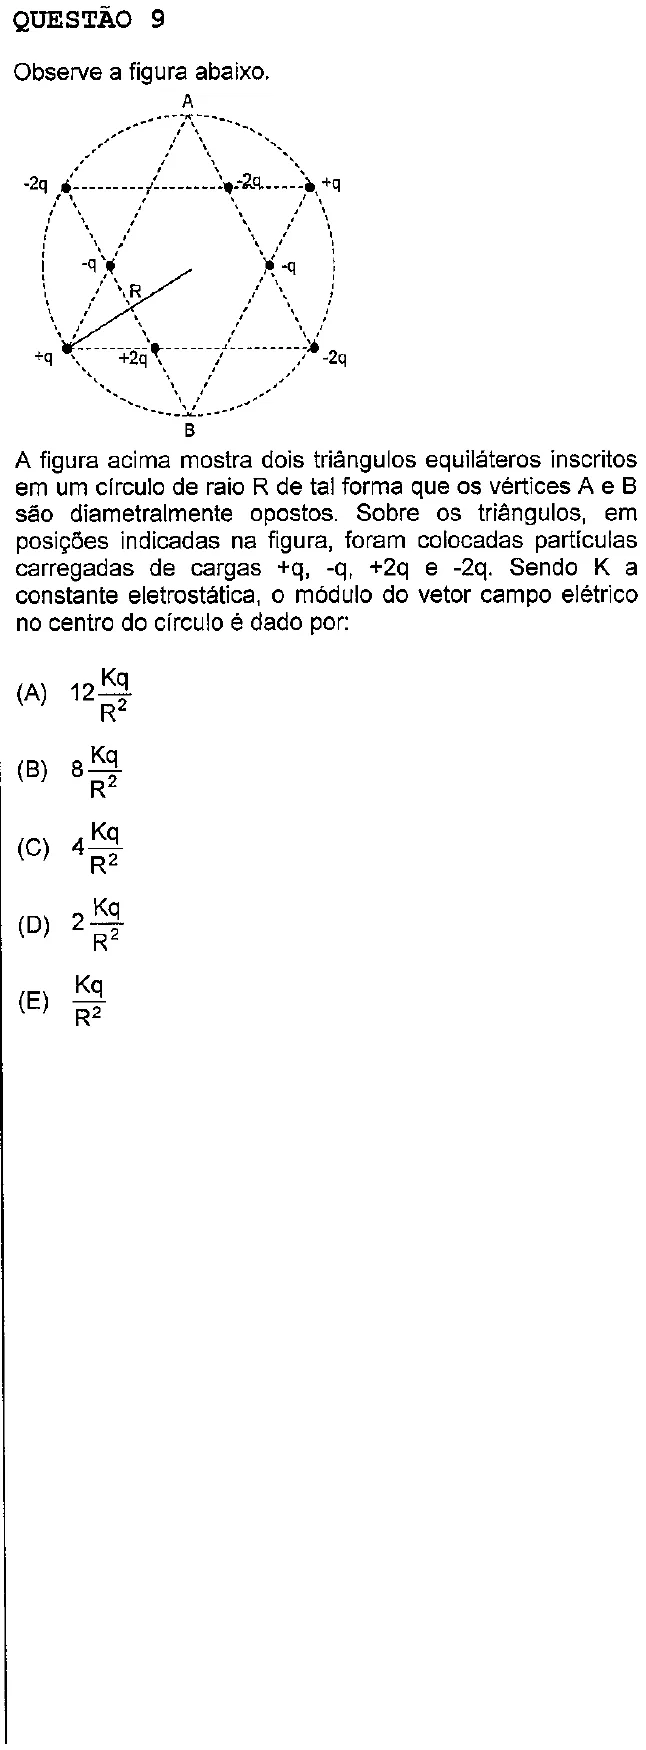 QUESTÃO 9
Observe a figura abaixo.
A
-2q
-2q
+q
-q
-q
R
+q
+2q
-2q
B
A figura acima mostra dois triângulos equiláteros inscritos
em um círculo de raio R de tal forma que os vértices A e B
são diametralmente opostos. Sobre os triângulos, em
posições indicadas na figura, foram colocadas partículas
carregadas de cargas +q, -q, +2q e -2q. Sendo K a
constante eletrostática, o módulo do vetor campo elétrico
no centro do círculo é dado por:
(A) 12 Kq/R²
(B) 8 Kq/R²
(C) 4 Kq/R²
(D) 2 Kq/R²
(E) Kq/R²